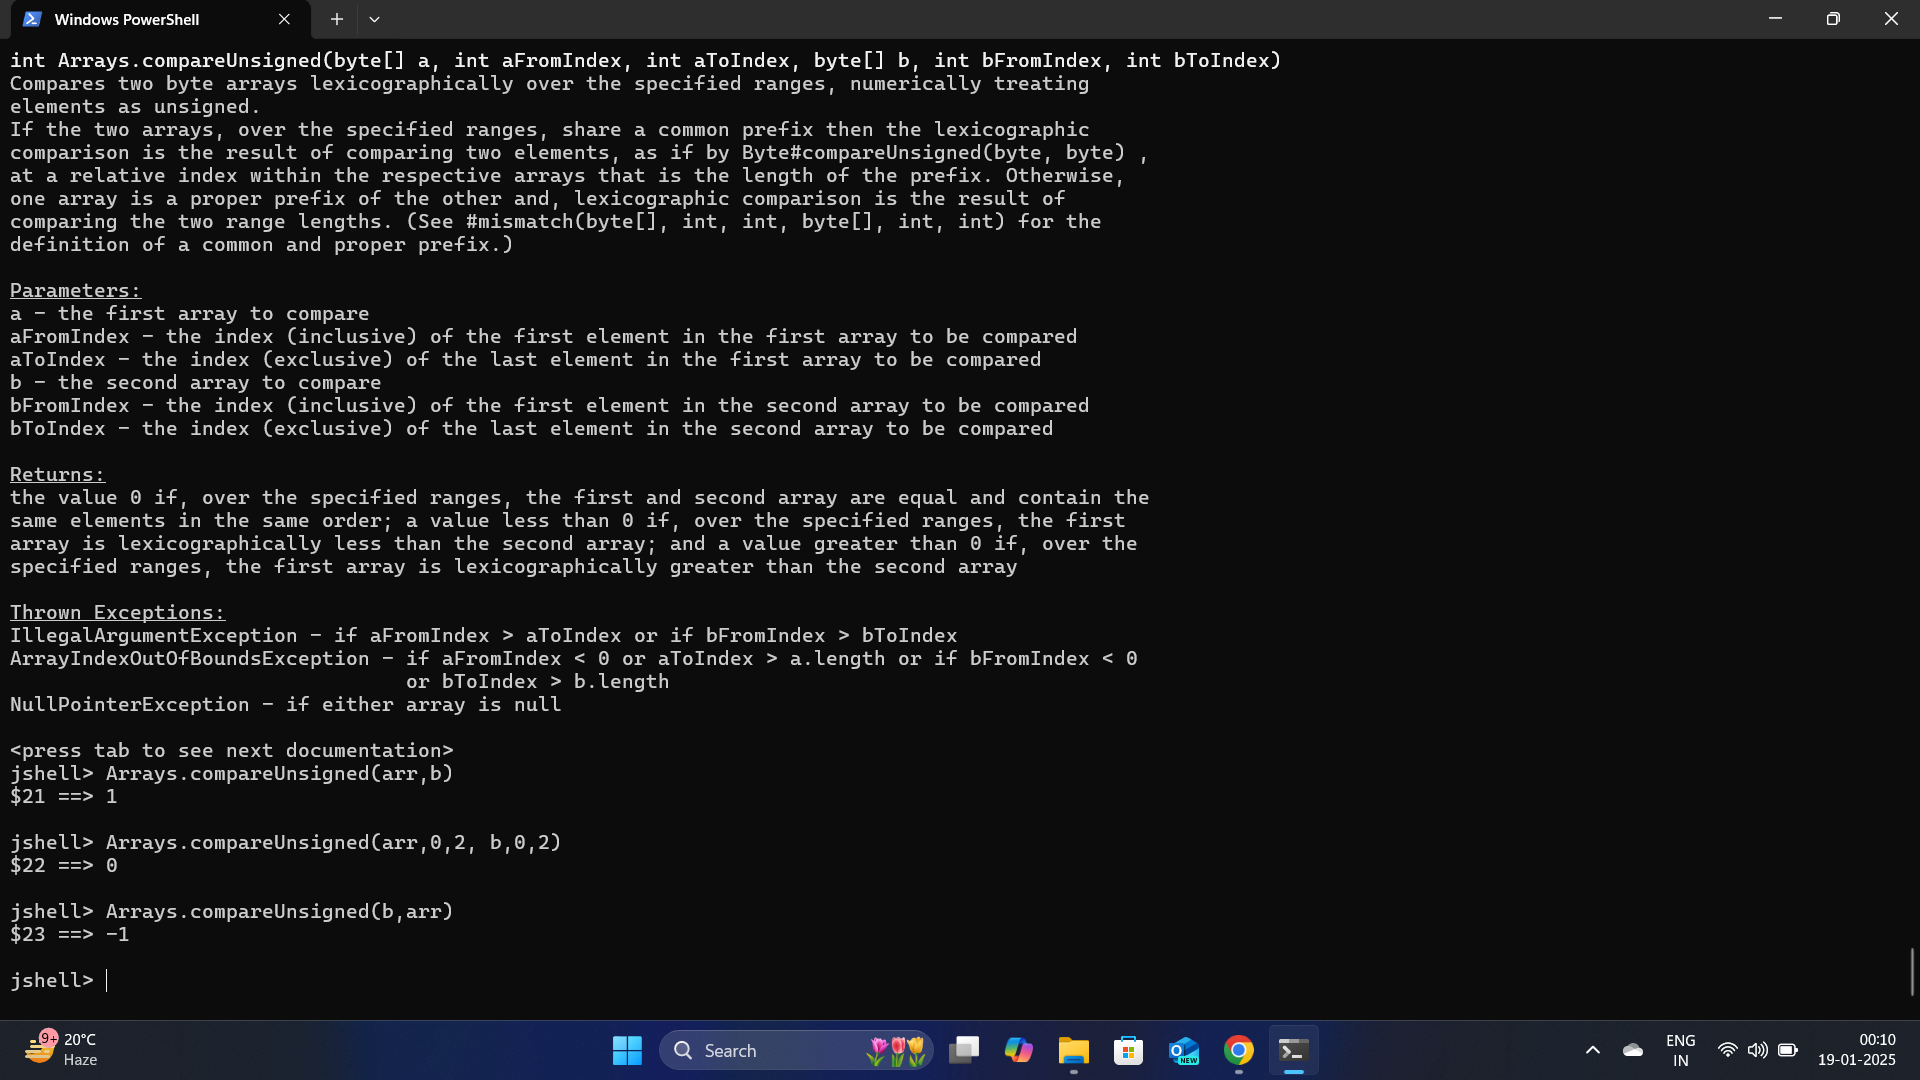 Windows PowerShell
int Arrays.compareUnsigned(byte[] a, int aFromIndex, int aToIndex, byte[] b, int bFromIndex, int bToIndex)
Compares two byte arrays lexicographically over the specified ranges, numerically treating
elements as unsigned.
If the two arrays, over the specified ranges, share a common prefix then the lexicographic
comparison is the result of comparing two elements, as if by Byte#compareUnsigned(byte, byte) ,
at a relative index within the respective arrays that is the length of the prefix. Otherwise,
one array is a proper prefix of the other and, lexicographic comparison is the result of
comparing the two range lengths. (See #mismatch(byte[], int, int, byte[], int, int) for the
definition of a common and proper prefix.)
Parameters:
a - the first array to compare
aFromIndex - the index (inclusive) of the first element in the first array to be compared
aToIndex - the index (exclusive) of the last element in the first array to be compared
b - the second array to compare
bFromIndex - the index (inclusive) of the first element in the second array to be compared
bToIndex - the index (exclusive) of the last element in the second array to be compared
Returns:
the value 0 if, over the specified ranges, the first and second array are equal and contain the
same elements in the same order; a value less than 0 if, over the specified ranges, the first
array is lexicographically less than the second array; and a value greater than 0 if, over the
specified ranges, the first array is lexicographically greater than the second array
Thrown Exceptions:
IllegalArgumentException - if aFromIndex > aToIndex or if bFromIndex > bToIndex
ArrayIndexOutOfBoundsException - if aFromIndex < 0 or aToIndex > a.length or if bFromIndex < 0
or bToIndex > b.length
NullPointerException - if either array is null
<press tab to see next documentation>
jshell> Arrays.compareUnsigned(arr,b)
$21 ==> 1
jshell> Arrays.compareUnsigned(arr,0,2, b,0,2)
$22 ==> 0
jshell> Arrays.compareUnsigned(b,arr)
$23 ==> -1
jshell>
9+
20°C
Haze
Search
NEW
ENG
IN
00:10
19-01-2025